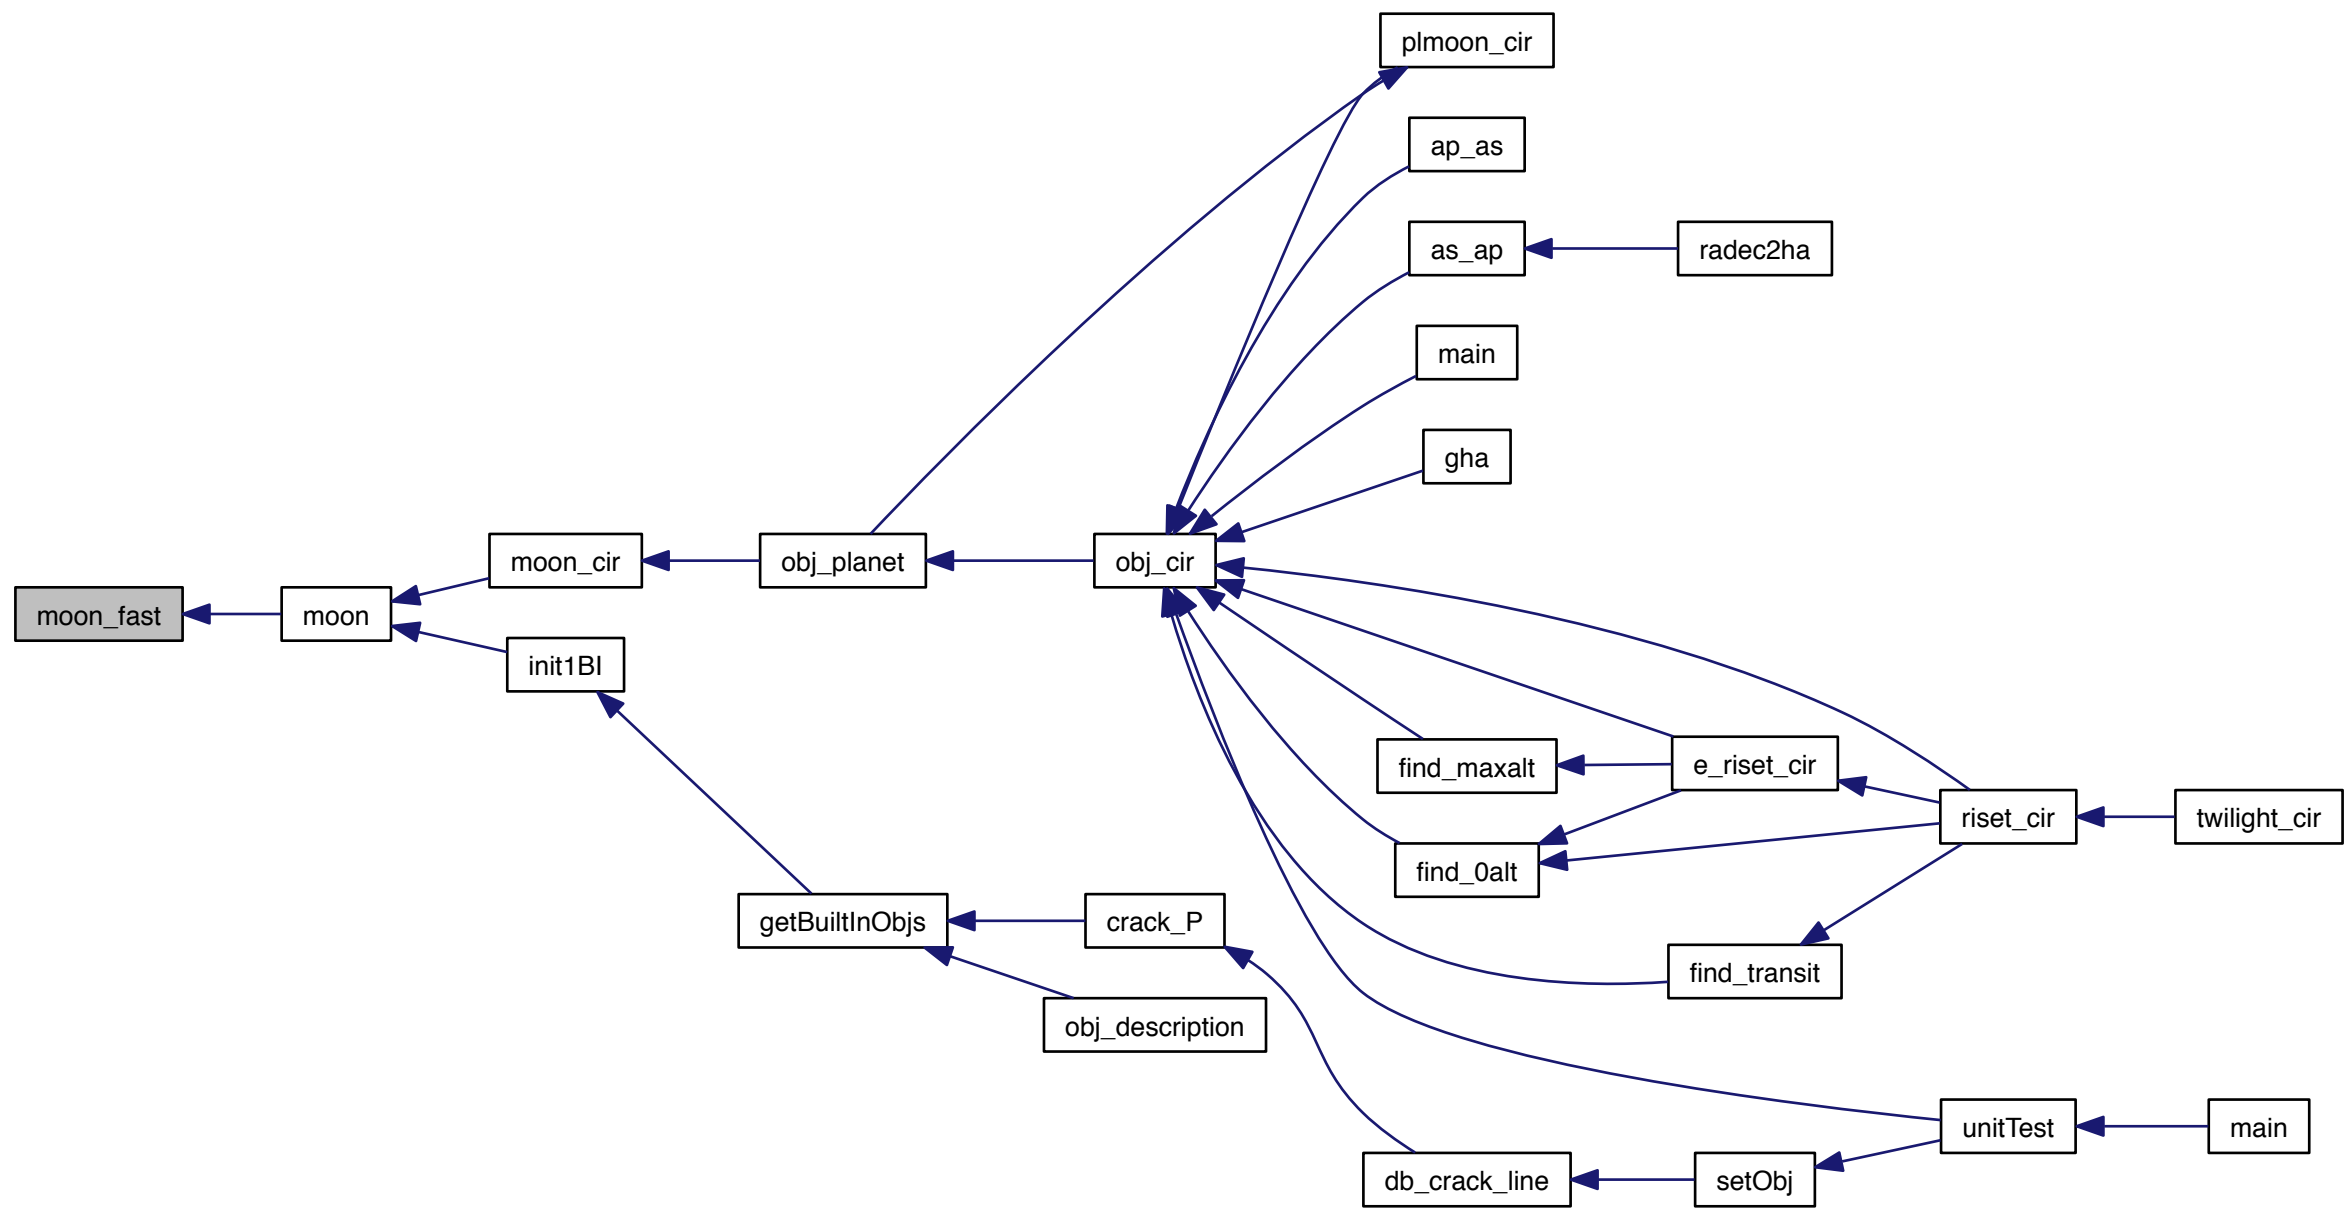 plmoon_cir
ap_as
as_ap
radec2ha
main
gha
moon_cir
obj_planet
obj_cir
moon_fast
moon
init1BI
find_maxalt
e_riset_cir
riset_cir
twilight_cir
find_0alt
getBuiltInObjs
crack_P
find_transit
obj_description
unitTest
main
db_crack_line
setObj